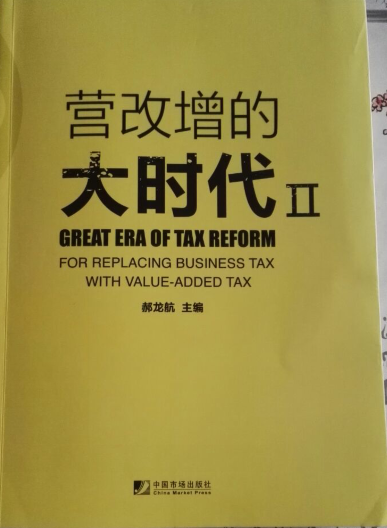 营改增的
大时代 II
GREAT ERA OF TAX REFORM
FOR REPLACING BUSINESS TAX
WITH VALUE-ADDED TAX
郝龙航 主编
中国市场出版社
China Market Press